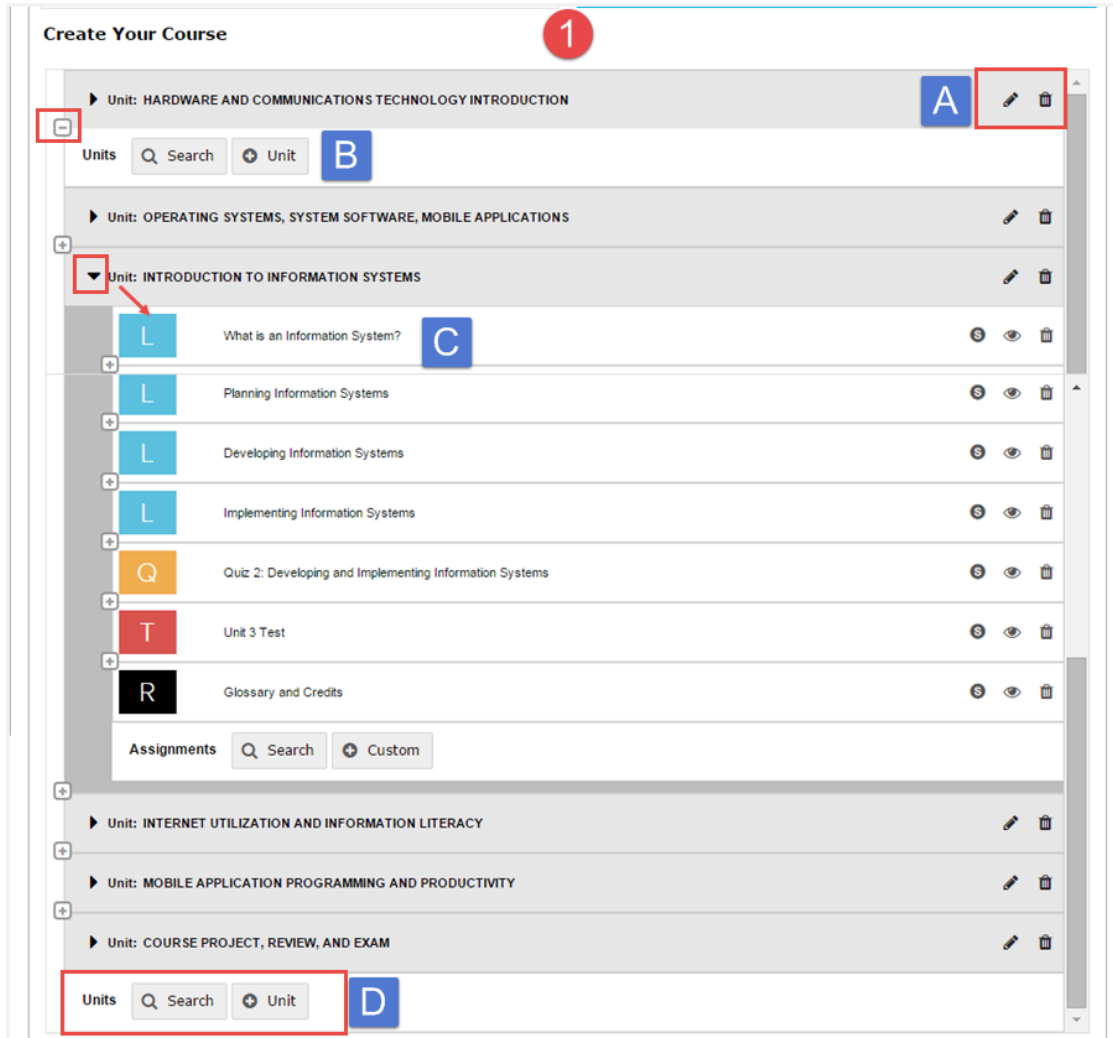 Create Your Course
1
Unit: HARDWARE AND COMMUNICATIONS TECHNOLOGY INTRODUCTION
A
Units Search Unit
B
Unit: OPERATING SYSTEMS, SYSTEM SOFTWARE, MOBILE APPLICATIONS
Unit: INTRODUCTION TO INFORMATION SYSTEMS
L What is an Information System? C S
L Planning Information Systems S
L Developing Information Systems S
L Implementing Information Systems S
Q Quiz 2: Developing and Implementing Information Systems S
T Unit 3 Test S
R Glossary and Credits S
Assignments Search Custom
Unit: INTERNET UTILIZATION AND INFORMATION LITERACY
Unit: MOBILE APPLICATION PROGRAMMING AND PRODUCTIVITY
Unit: COURSE PROJECT, REVIEW, AND EXAM
Units Search Unit D